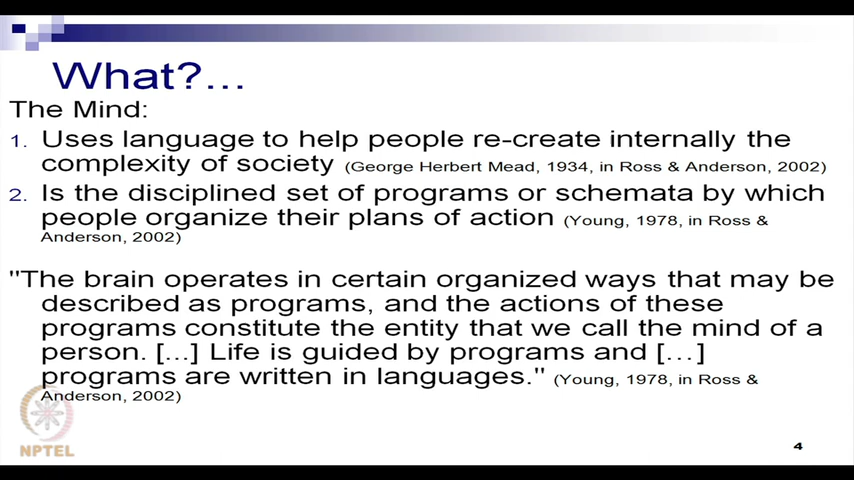 What?...
The Mind:
1. Uses language to help people re-create internally the
complexity of society (George Herbert Mead, 1934, in Ross & Anderson, 2002)
2. Is the disciplined set of programs or schemata by which
people organize their plans of action (Young, 1978, in Ross &
Anderson, 2002)
"The brain operates in certain organized ways that may be
described as programs, and the actions of these
programs constitute the entity that we call the mind of a
person. [...] Life is guided by programs and [...]
programs are written in languages." (Young, 1978, in Ross &
Anderson, 2002)
NPTEL
4